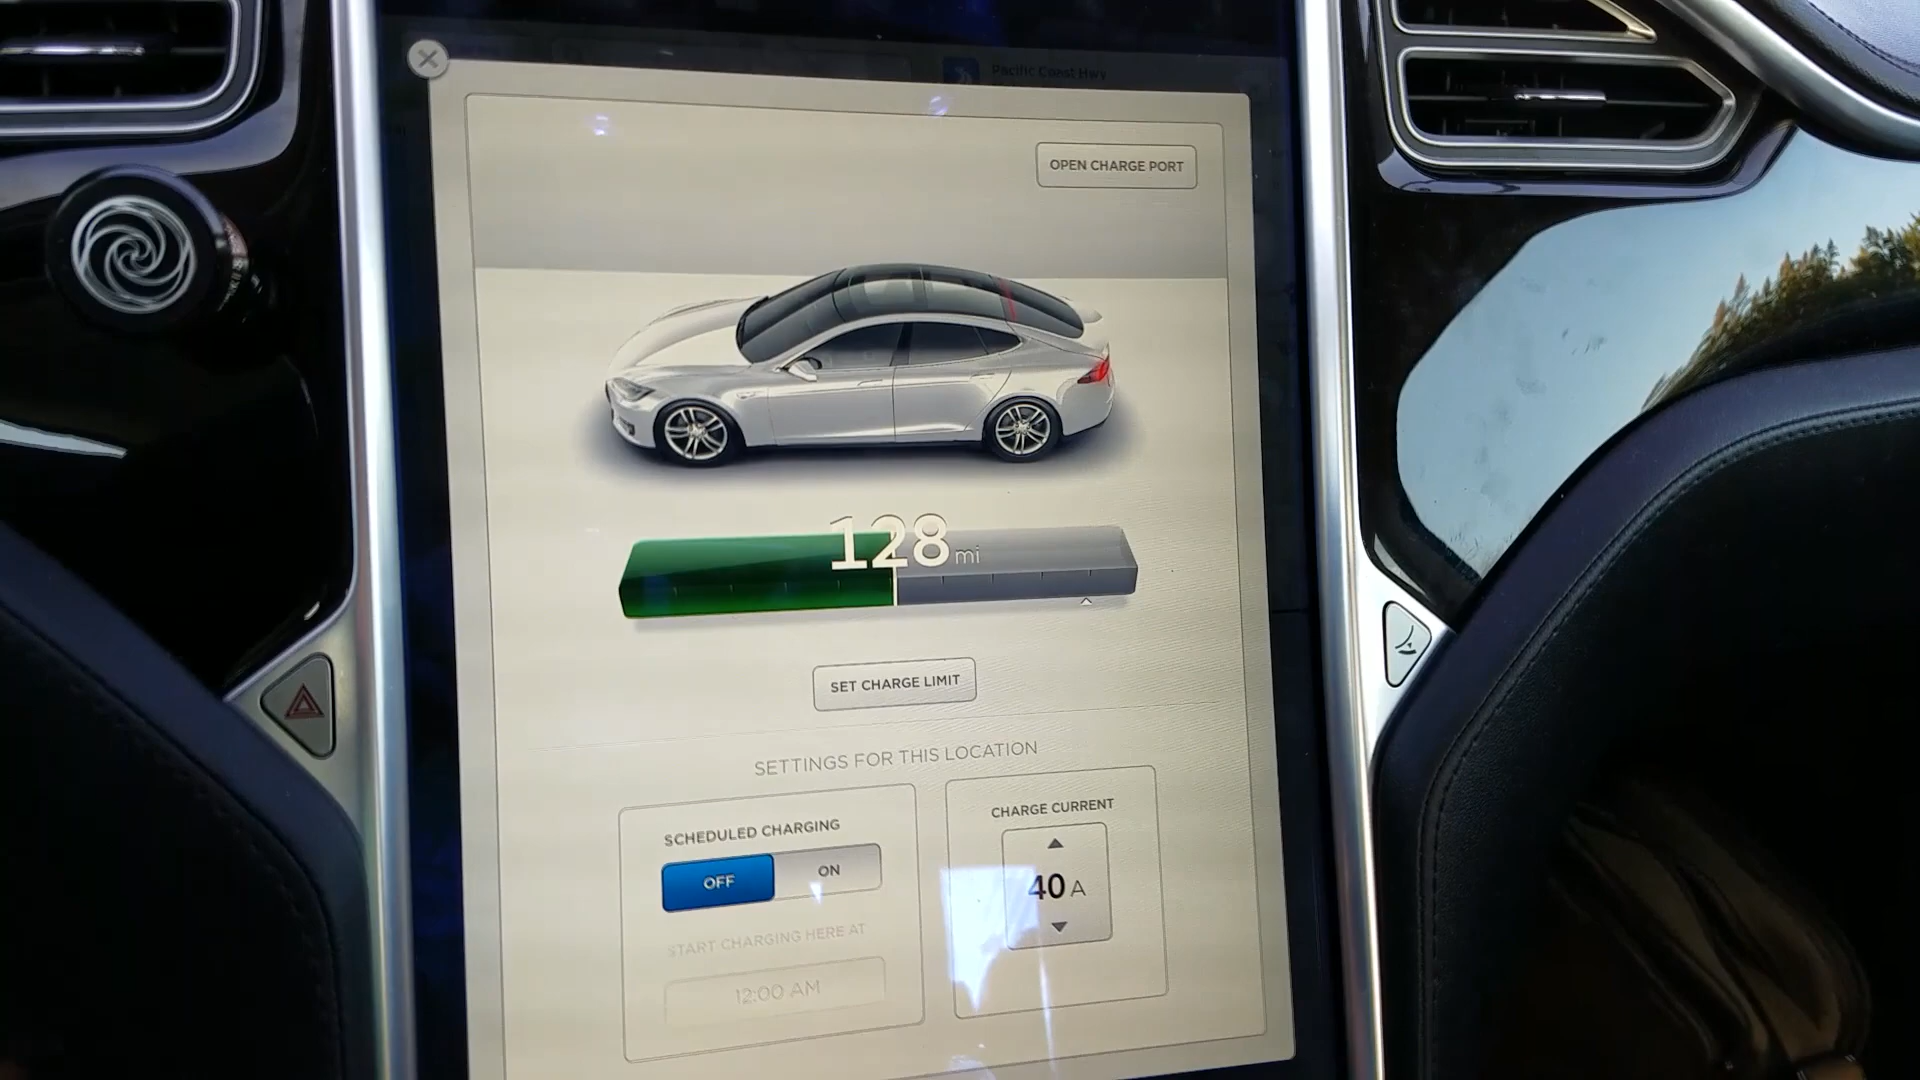 Pacific Coast Hwy
OPEN CHARGE PORT
128 mi
SET CHARGE LIMIT
SETTINGS FOR THIS LOCATION
SCHEDULED CHARGING
OFF
ON
START CHARGING HERE AT
12:00 AM
CHARGE CURRENT
40 A